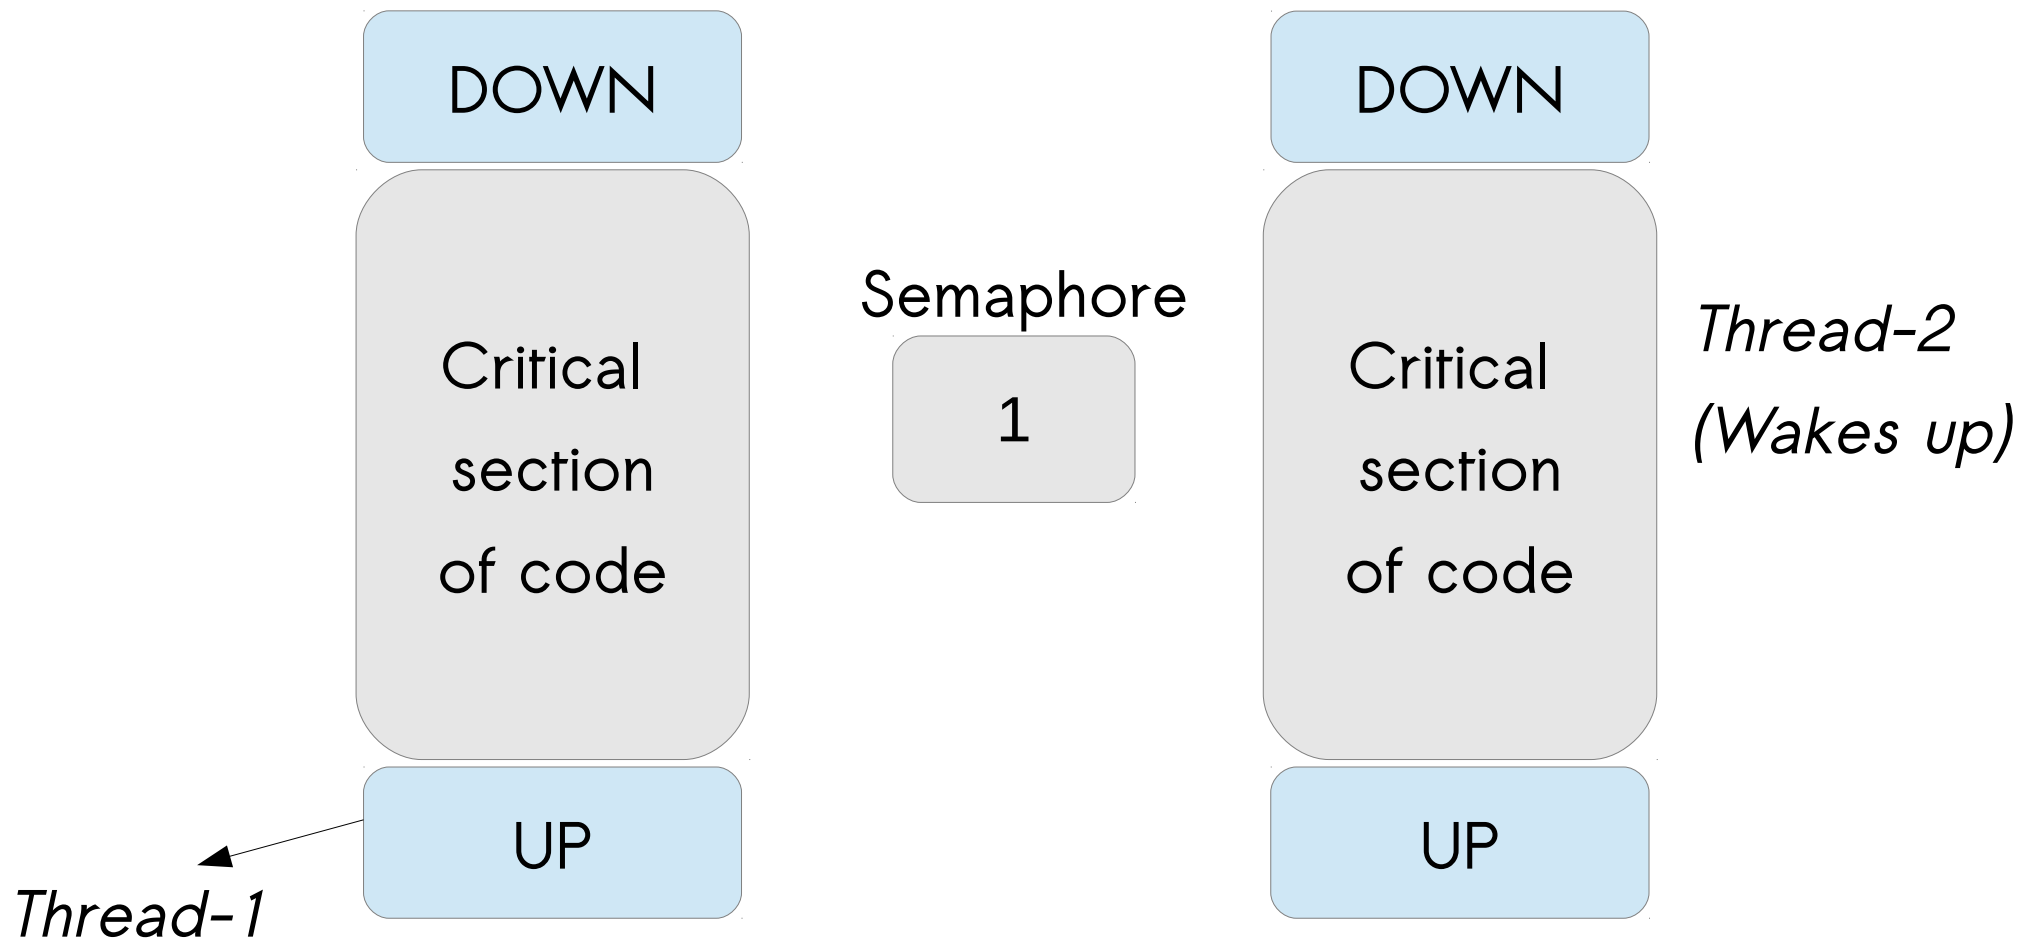 DOWN
Critical
section
of code
UP
Thread-1
Semaphore
1
DOWN
Critical
section
of code
UP
Thread-2
(Wakes up)